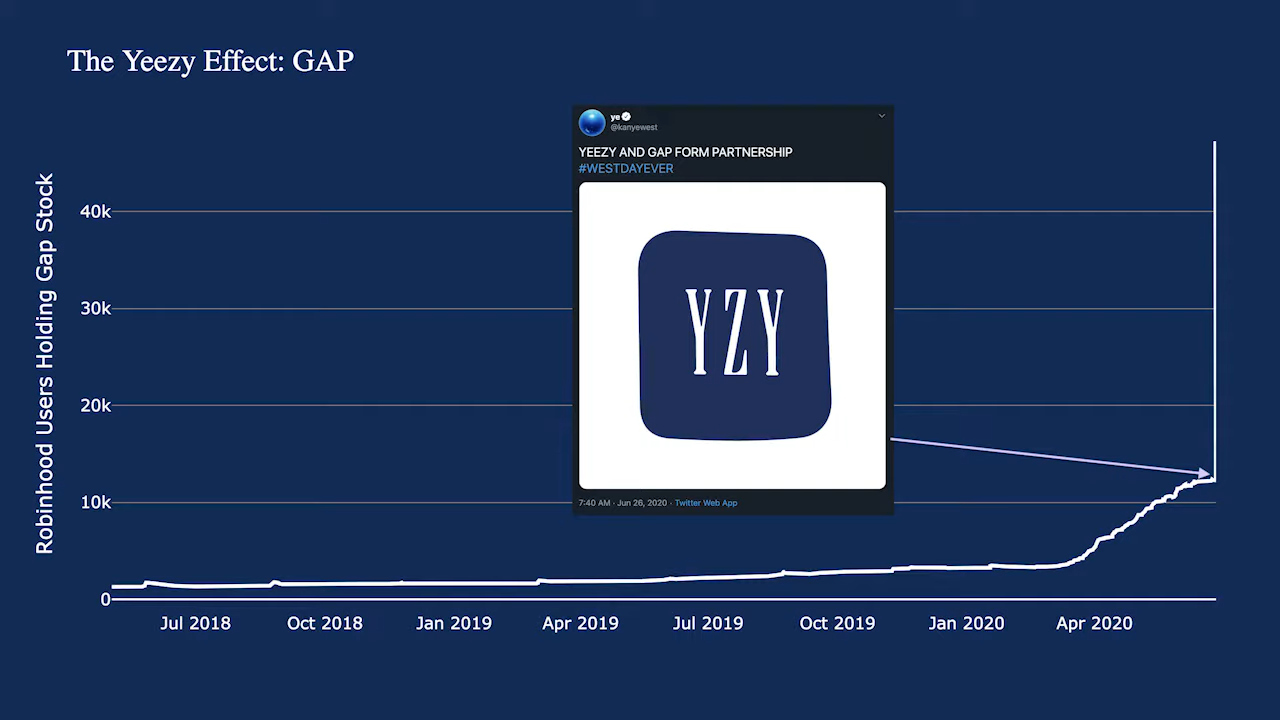 The Yeezy Effect: GAP
ye
@kanyewest
YEEZY AND GAP FORM PARTNERSHIP
#WESTDAYEVER
YZY
7:40 AM · Jun 26, 2020 · Twitter Web App
Robinhood Users Holding Gap Stock
40k
30k
20k
10k
0
Jul 2018 Oct 2018 Jan 2019 Apr 2019 Jul 2019 Oct 2019 Jan 2020 Apr 2020